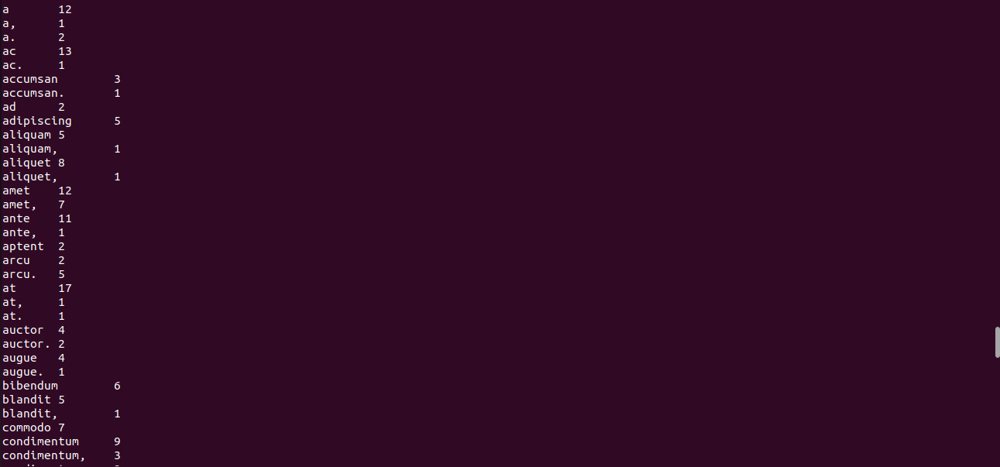 a 12
a, 1
a. 2
ac 13
ac. 1
accumsan 3
accumsan. 1
ad 2
adipiscing 5
aliquam 5
aliquam, 1
aliquet 8
aliquet, 1
amet 12
amet, 7
ante 11
ante, 1
aptent 2
arcu 2
arcu. 5
at 17
at, 1
at. 1
auctor 4
auctor. 2
augue 4
augue. 1
bibendum 6
blandit 5
blandit, 1
commodo 7
condimentum 9
condimentum, 3